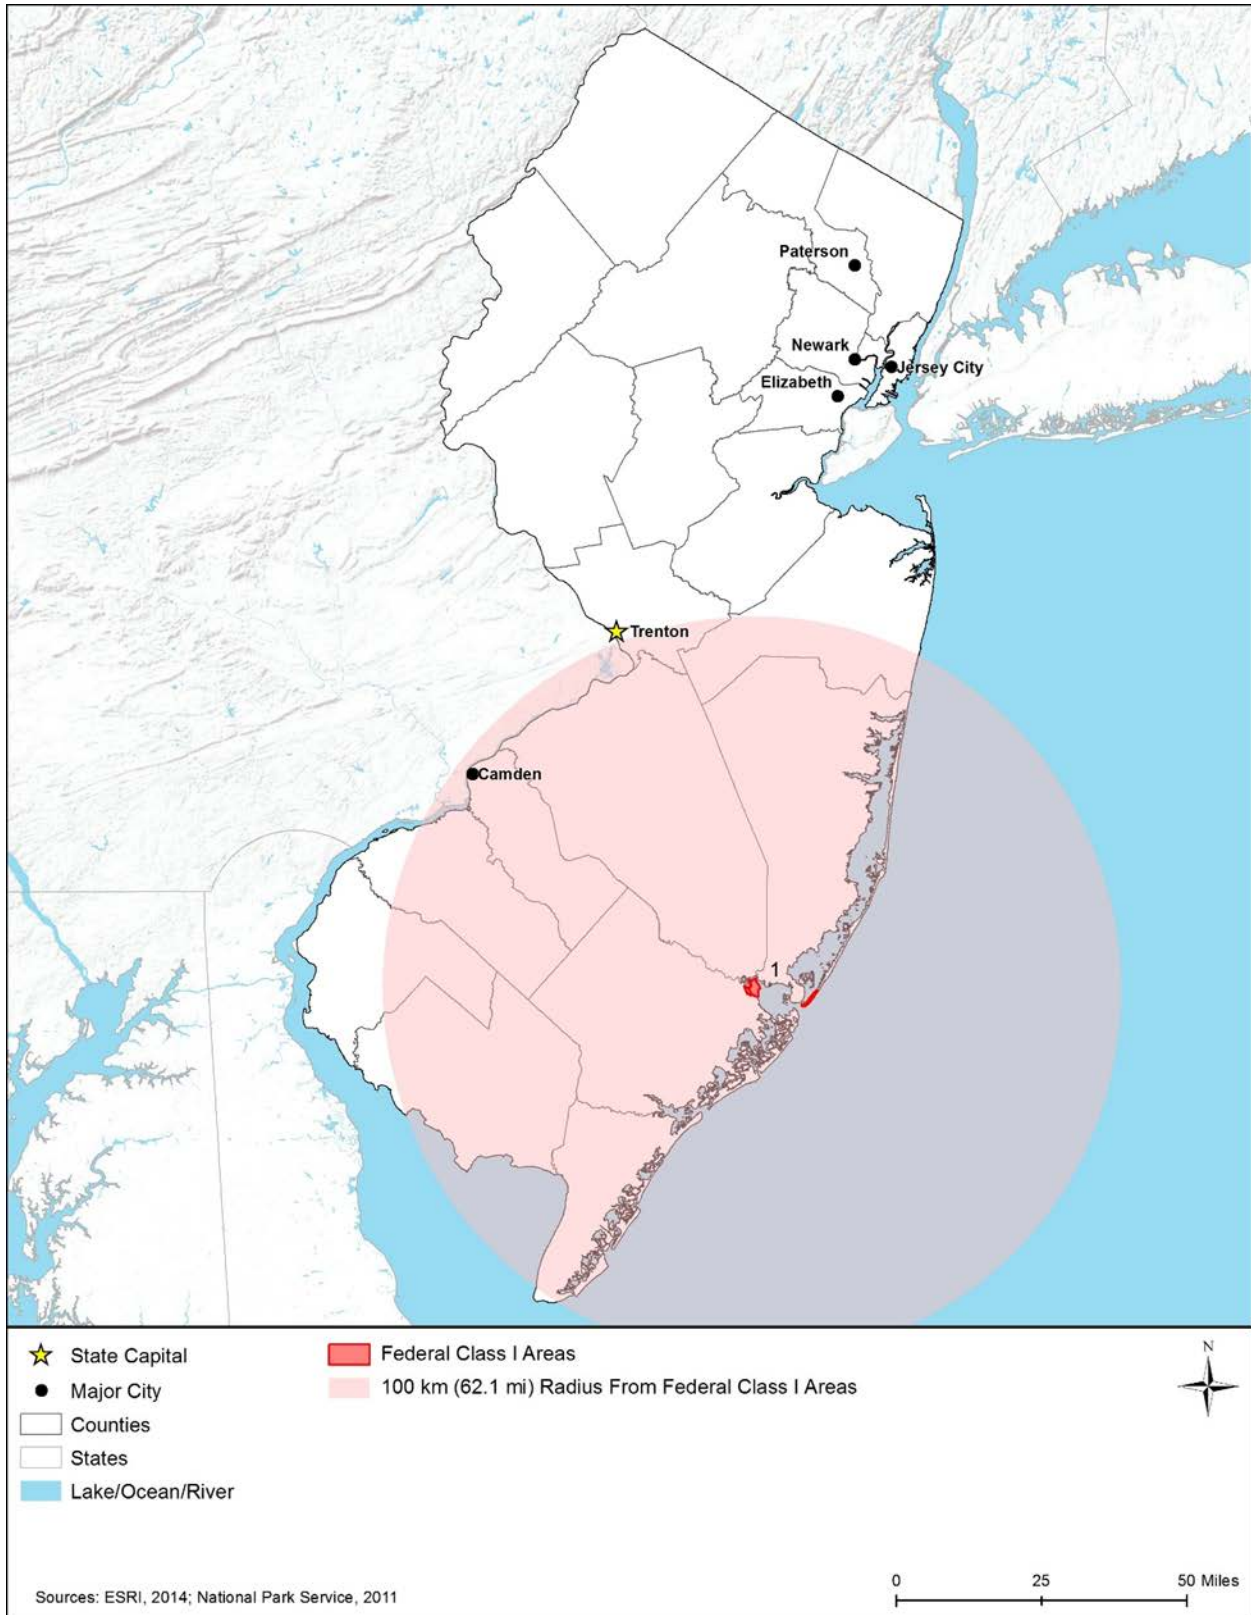 Paterson
Newark
Jersey City
Elizabeth
Trenton
Camden
1
State Capital
Major City
Counties
States
Lake/Ocean/River
Federal Class I Areas
100 km (62.1 mi) Radius From Federal Class I Areas
N
Sources: ESRI, 2014; National Park Service, 2011
0 25 50 Miles